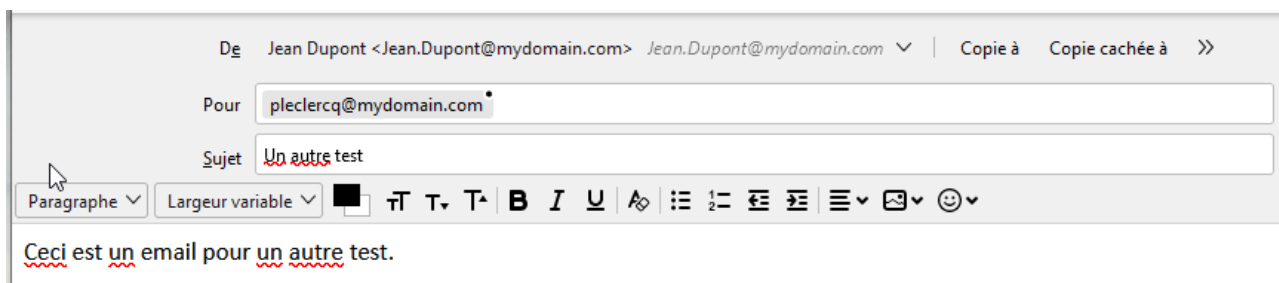 De Jean Dupont <Jean.Dupont@mydomain.com> Jean.Dupont@mydomain.com Copie à Copie cachée à
Pour pleclercq@mydomain.com
Sujet Un autre test
Paragraphe Largeur variable
Ceci est un email pour un autre test.